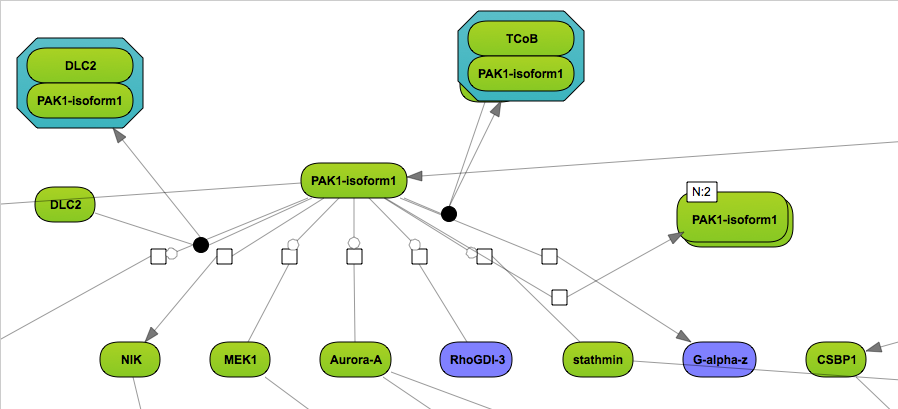 TCoB
DLC2
PAK1-isoform1
PAK1-isoform1
PAK1-isoform1
N:2
DLC2
PAK1-isoform1
NIK
MEK1
Aurora-A
RhoGDI-3
stathmin
G-alpha-z
CSBP1